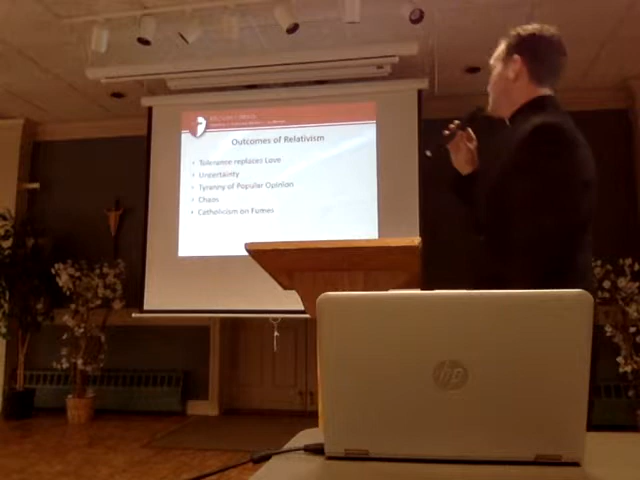 Outcomes of Relativism
• Tolerance replaces Love
• Uncertainty
• Tyranny of Popular Opinion
• Chaos
• Catholicism on Fumes
hp